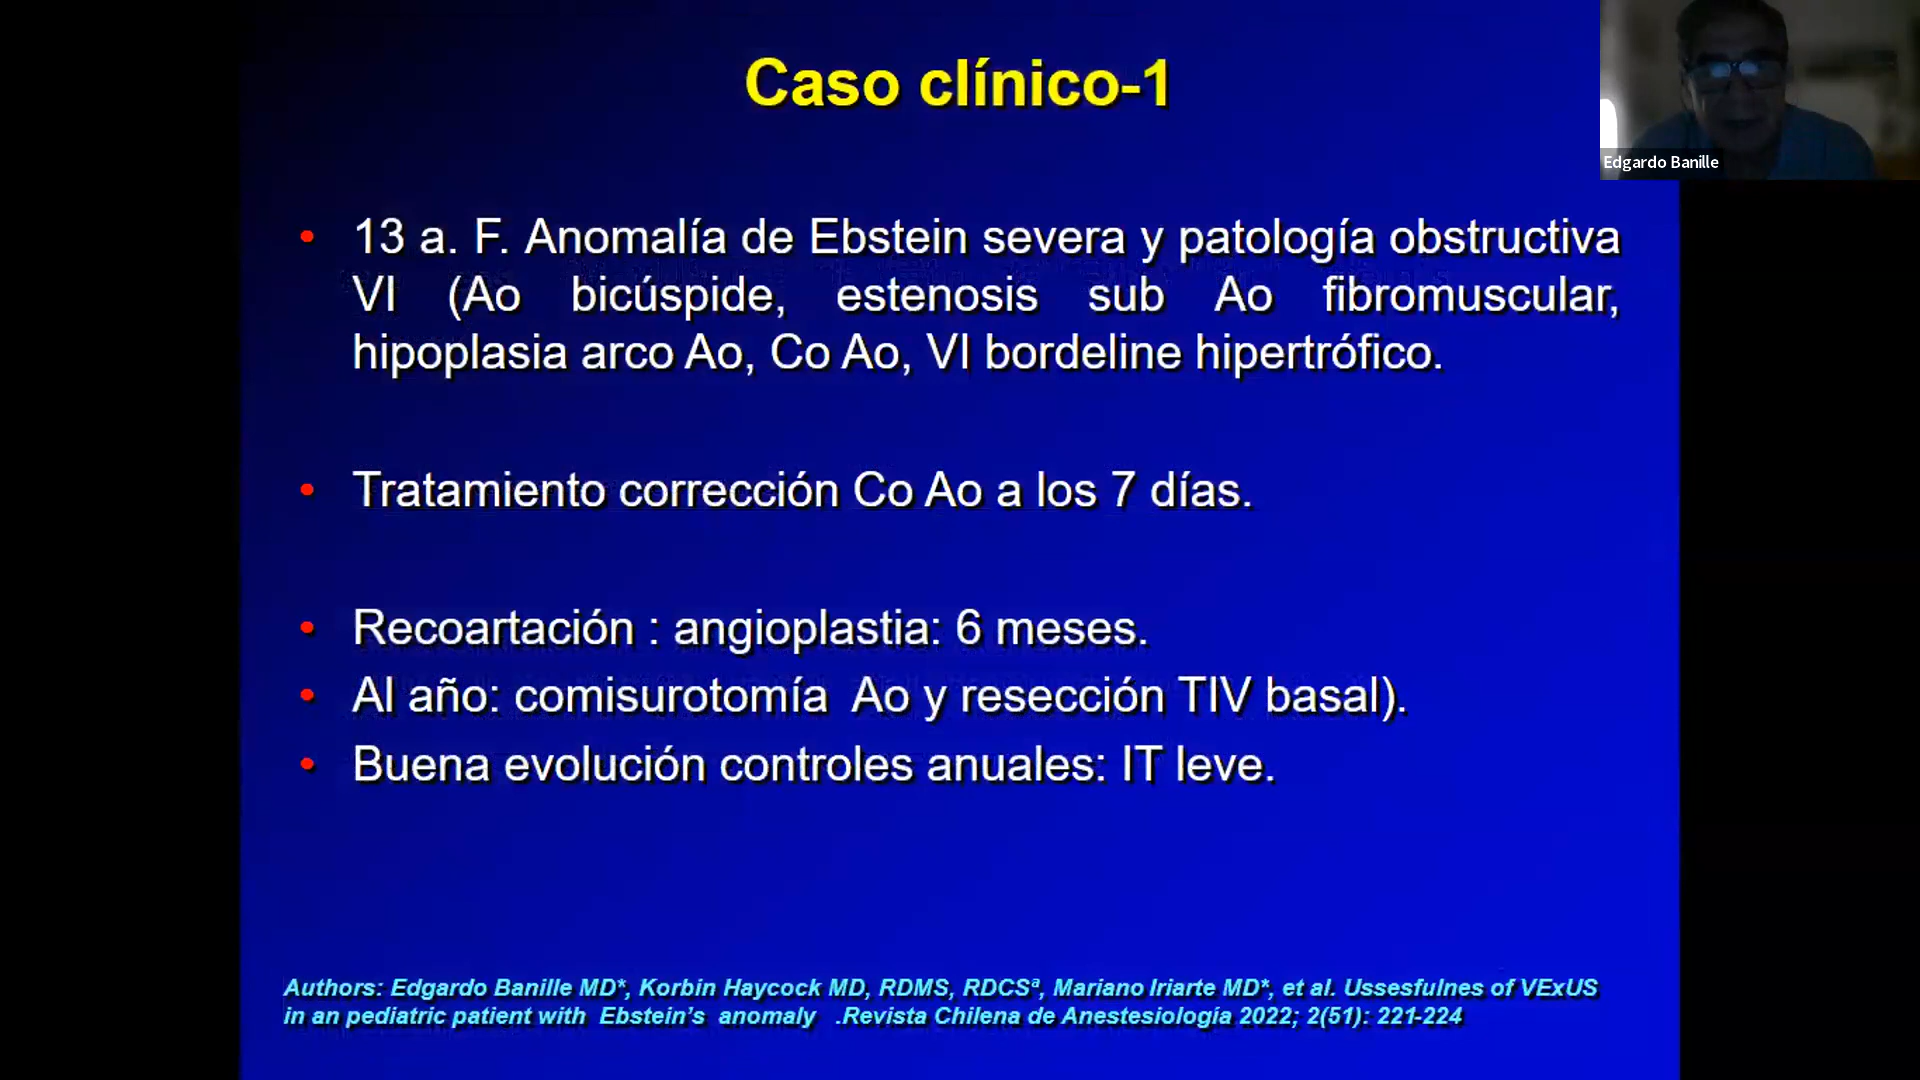 Caso clínico-1
Edgardo Banille
• 13 a. F. Anomalía de Ebstein severa y patología obstructiva
VI (Ao bicúspide, estenosis sub Ao fibromuscular,
hipoplasia arco Ao, Co Ao, VI bordeline hipertrófico.
• Tratamiento corrección Co Ao a los 7 días.
• Recoartación : angioplastia: 6 meses.
• Al año: comisurotomía Ao y resección TIV basal).
• Buena evolución controles anuales: IT leve.
Authors: Edgardo Banille MD*, Korbin Haycock MD, RDMS, RDCSª, Mariano Iriarte MD*, et al. Ussesfulnes of VExUS
in an pediatric patient with Ebstein’s anomaly .Revista Chilena de Anestesiología 2022; 2(51): 221-224